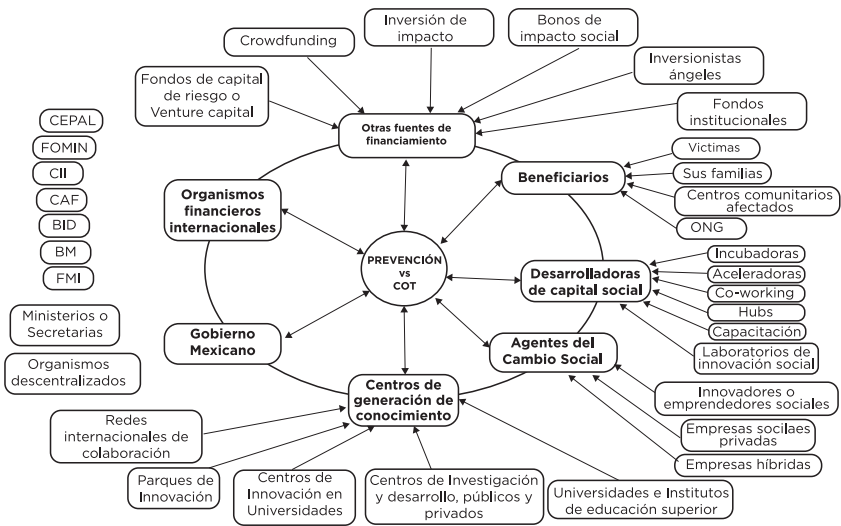 Crowdfunding
Inversión de
impacto
Bonos de
impacto social
Inversionistas
ángeles
Fondos
institucionales
Fondos de capital
de riesgo o
Venture capital
Otras fuentes de
financiamiento
CEPAL
FOMIN
CII
CAF
BID
BM
FMI
Organismos
financieros
internacionales
Beneficiarios
Victimas
Sus familias
Centros comunitarios
afectados
ONG
PREVENCIÓN
vs
COT
Desarrolladoras
de capital social
Incubadoras
Aceleradoras
Co-working
Hubs
Capacitación
Laboratorios de
innovación social
Ministerios o
Secretarias
Organismos
descentralizados
Gobierno
Mexicano
Agentes del
Cambio Social
Innovadores o
emprendedores sociales
Empresas socilaes
privadas
Empresas híbridas
Centros de
generación de
conocimiento
Redes
internacionales de
colaboración
Parques de
Innovación
Centros de
Innovación en
Universidades
Centros de Investigación
y desarrollo, públicos y
privados
Universidades e Institutos
de educación superior